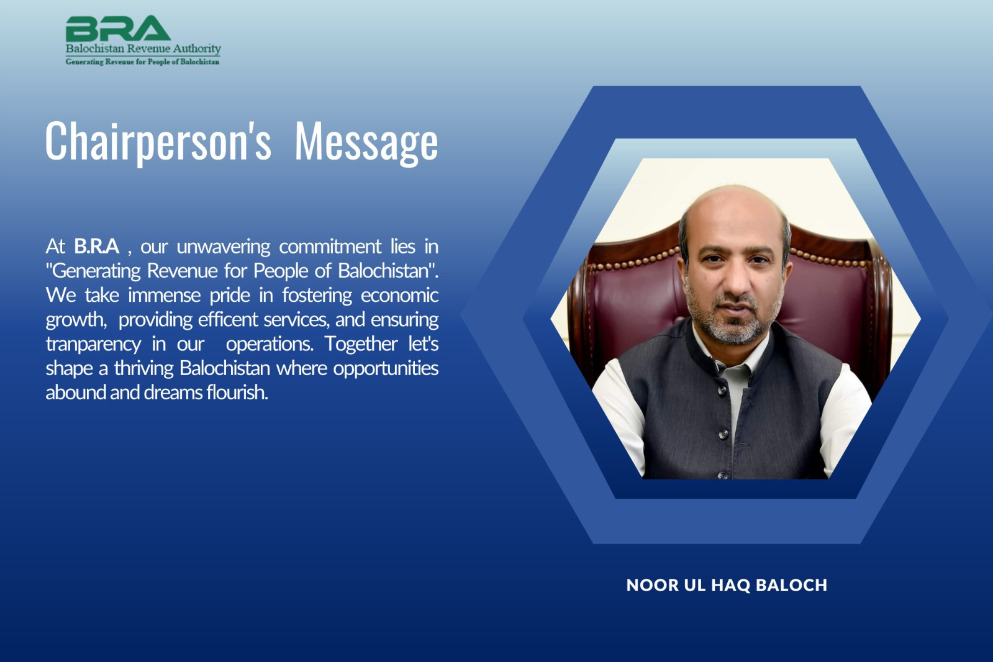 BRA
Balochistan Revenue Authority
Generating Revenue for People of Balochistan
Chairperson's Message
At B.R.A , our unwavering commitment lies in
"Generating Revenue for People of Balochistan".
We take immense pride in fostering economic
growth, providing efficent services, and ensuring
tranparency in our operations. Together let's
shape a thriving Balochistan where opportunities
abound and dreams flourish.
NOOR UL HAQ BALOCH